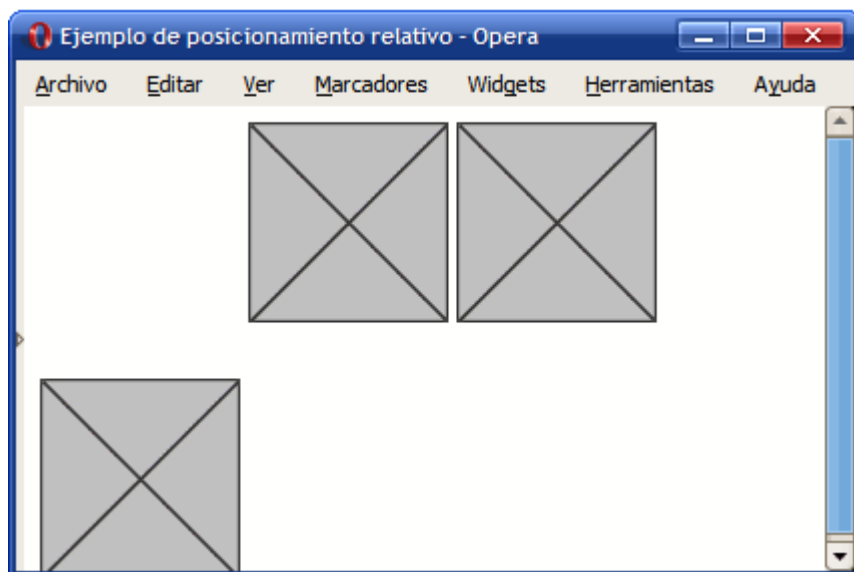 Ejemplo de posicionamiento relativo - Opera
Archivo Editar Ver Marcadores Widgets Herramientas Ayuda